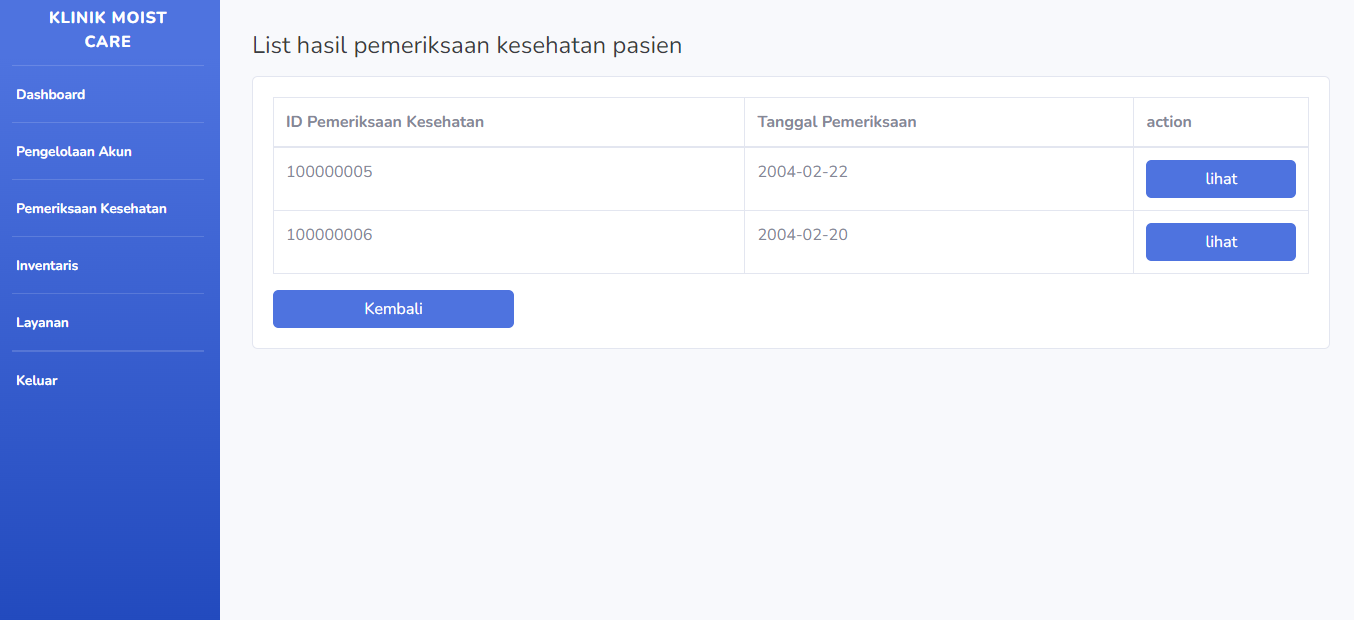 KLINIK MOIST
CARE
Dashboard
Pengelolaan Akun
Pemeriksaan Kesehatan
Inventaris
Layanan
Keluar
List hasil pemeriksaan kesehatan pasien
ID Pemeriksaan Kesehatan Tanggal Pemeriksaan action
100000005 2004-02-22 lihat
100000006 2004-02-20 lihat
Kembali